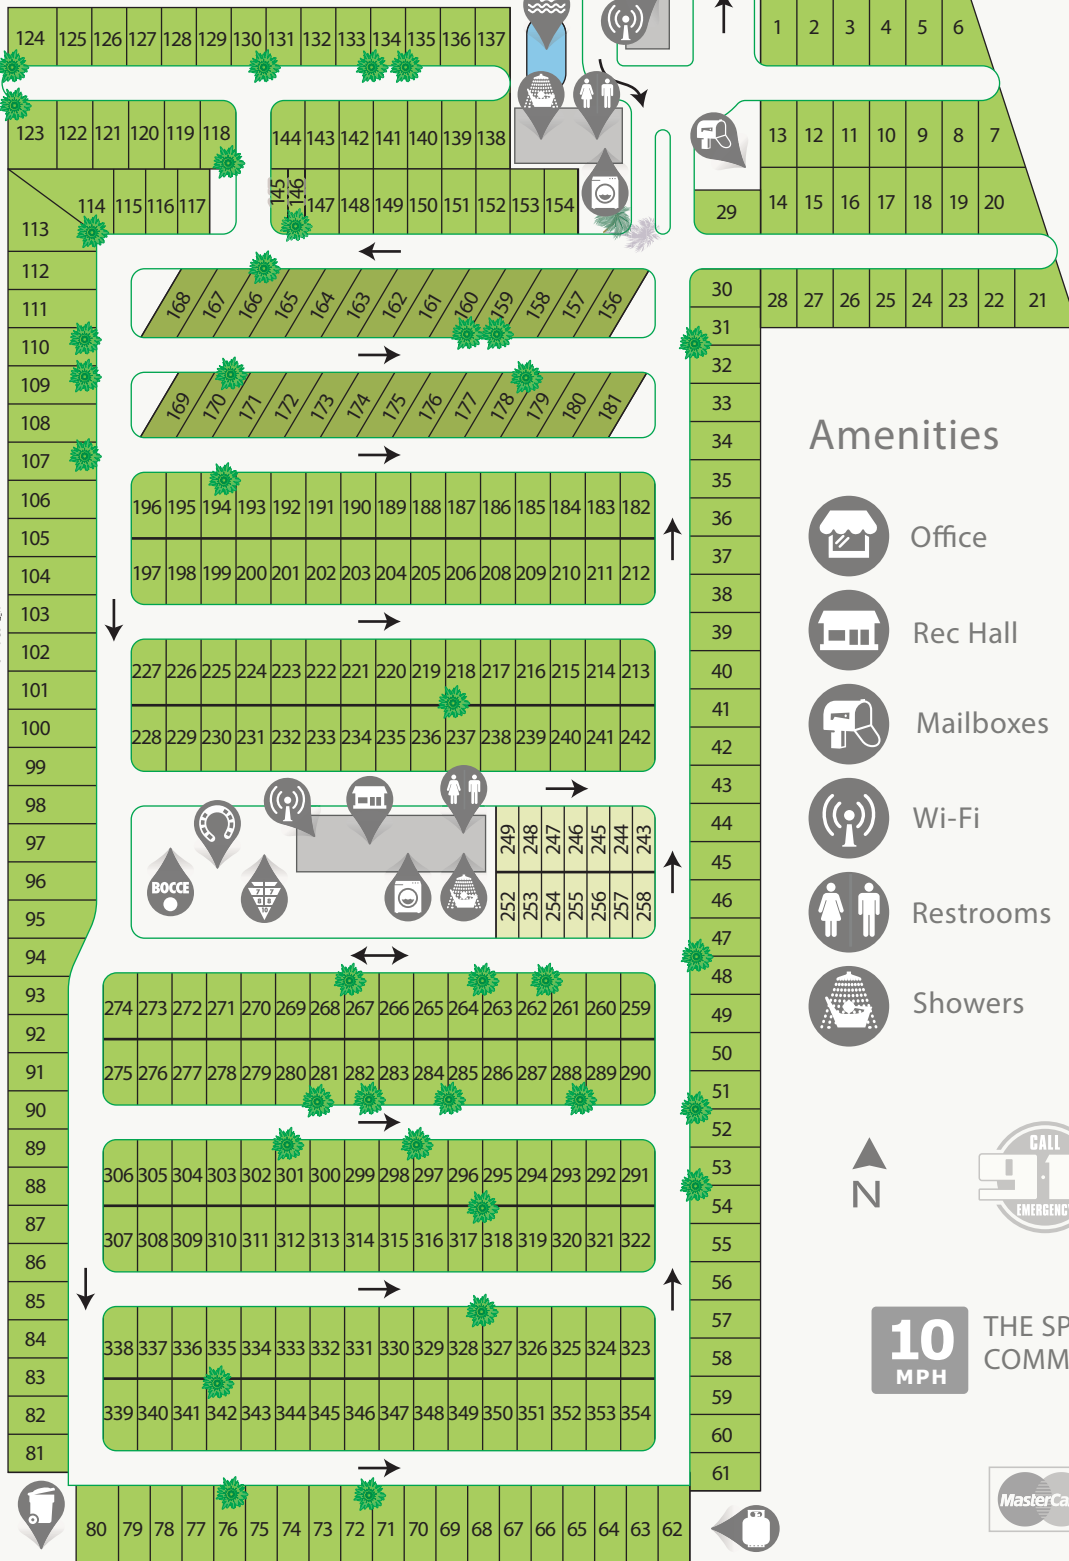 124 125 126 127 128 129 130 131 132 133 134 135 136 137
1 2 3 4 5 6
123 122 121 120 119 118
144 143 142 141 140 139 138
13 12 11 10 9 8 7
114 115 116 117
145 146 147 148 149 150 151 152 153 154
29
14 15 16 17 18 19 20
113
112
111
110
109
108
107
106
105
104
103
102
101
100
99
98
97
96
95
94
93
92
91
90
89
88
87
86
85
84
83
82
81
168 167 166 165 164 163 162 161 160 159 158 157 156
28 27 26 25 24 23 22 21
169 170 171 172 173 174 175 176 177 178 179 180 181
196 195 194 193 192 191 190 189 188 187 186 185 184 183 182
197 198 199 200 201 202 203 204 205 206 208 209 210 211 212
227 226 225 224 223 222 221 220 219 218 217 216 215 214 213
228 229 230 231 232 233 234 235 236 237 238 239 240 241 242
249 248 247 246 245 244 243
BOCCE
7 7
8 8
10
252 253 254 255 256 257 258
274 273 272 271 270 269 268 267 266 265 264 263 262 261 260 259
275 276 277 278 279 280 281 282 283 284 285 286 287 288 289 290
306 305 304 303 302 301 300 299 298 297 296 295 294 293 292 291
307 308 309 310 311 312 313 314 315 316 317 318 319 320 321 322
338 337 336 335 334 333 332 331 330 329 328 327 326 325 324 323
339 340 341 342 343 344 345 346 347 348 349 350 351 352 353 354
80 79 78 77 76 75 74 73 72 71 70 69 68 67 66 65 64 63 62
30
31
32
33
34
35
36
37
38
39
40
41
42
43
44
45
46
47
48
49
50
51
52
53
54
55
56
57
58
59
60
61
Amenities
Office
Rec Hall
Mailboxes
Wi-Fi
Restrooms
Showers
N
CALL
91
EMERGENC
10
MPH
THE SP
COMM
MasterCa